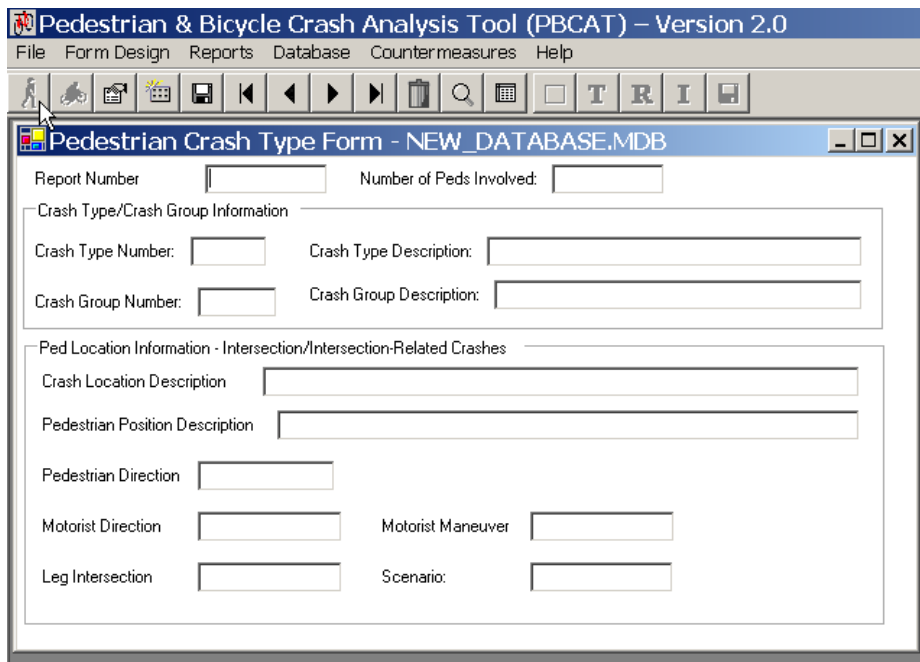 Pedestrian & Bicycle Crash Analysis Tool (PBCAT) – Version 2.0
File Form Design Reports Database Countermeasures Help
T R I
Pedestrian Crash Type Form - NEW_DATABASE.MDB
Report Number Number of Peds Involved:
Crash Type/Crash Group Information
Crash Type Number: Crash Type Description:
Crash Group Number: Crash Group Description:
Ped Location Information - Intersection/Intersection-Related Crashes
Crash Location Description
Pedestrian Position Description
Pedestrian Direction
Motorist Direction Motorist Maneuver
Leg Intersection Scenario: